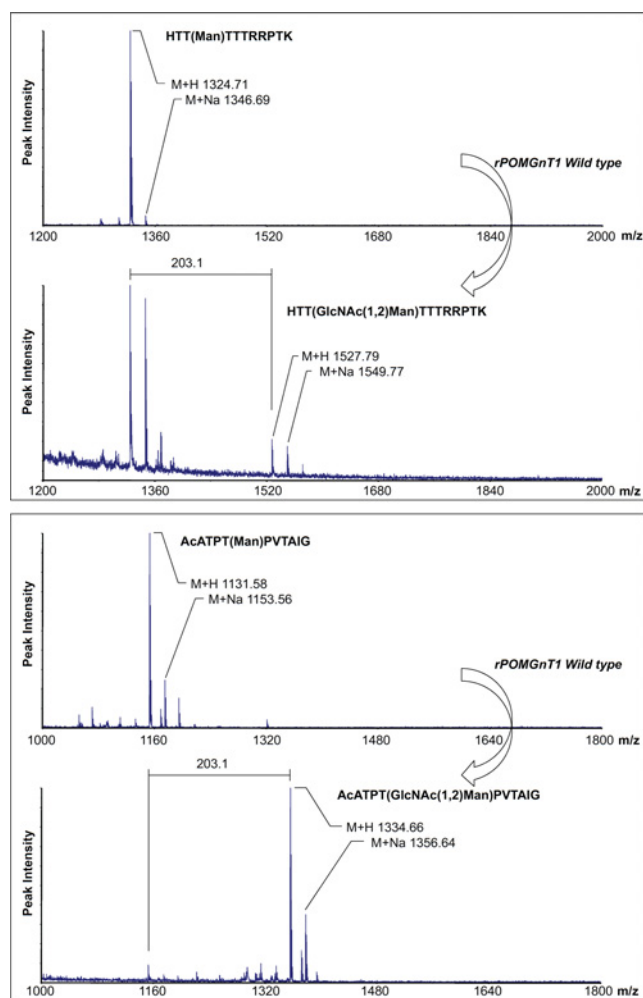 HTT(Man)TTTRRPTK
M+H 1324.71
M+Na 1346.69
Peak Intensity
rPOMGnT1 Wild type
1200 1360 1520 1680 1840 m/z 2000
203.1
HTT(GlcNAc(1,2)Man)TTTRRPTK
M+H 1527.79
M+Na 1549.77
Peak Intensity
1200 1360 1520 1680 1840 m/z 2000
AcATPT(Man)PVTAIG
M+H 1131.58
M+Na 1153.56
Peak Intensity
rPOMGnT1 Wild type
1000 1160 1320 1480 1640 m/z 1800
203.1
AcATPT(GlcNAc(1,2)Man)PVTAIG
M+H 1334.66
M+Na 1356.64
Peak Intensity
1000 1160 1320 1480 1640 m/z 1800